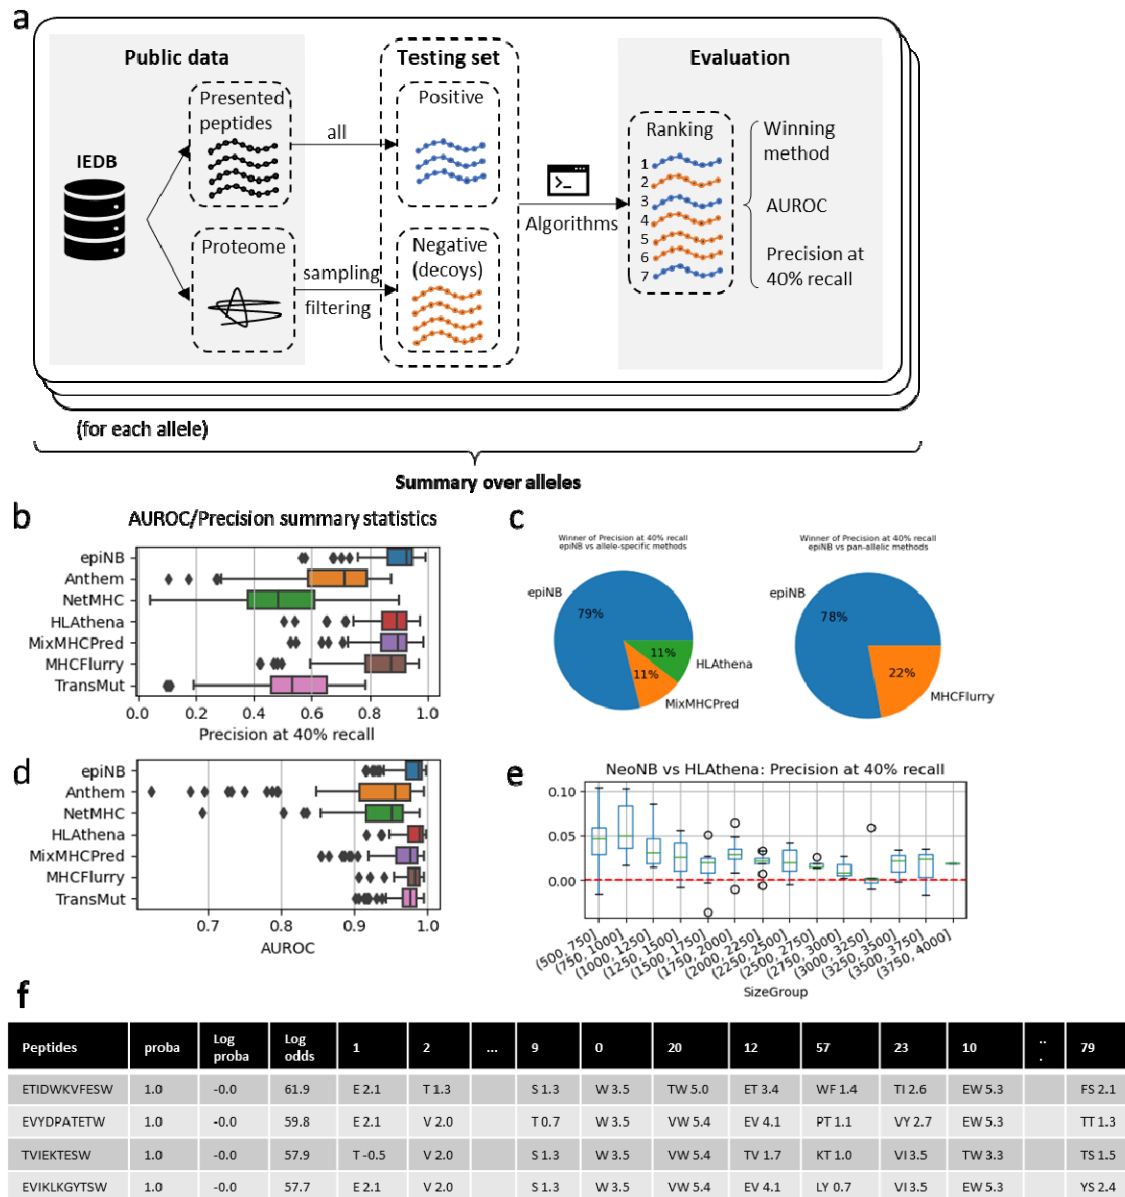 a
Public data
Testing set
Evaluation
Presented
peptides
Positive
Ranking
Winning
method
all
IEDB
1
2
3
4
5
6
7
AUROC
Algorithms
Proteome
sampling
filtering
Negative
(decoys)
Precision at
40% recall
(for each allele)
Summary over alleles
b
AUROC/Precision summary statistics
epiNB
Anthem
NetMHC
HLAthena
MixMHCPred
MHCFlurry
TransMut
0.0 0.2 0.4 0.6 0.8 1.0
Precision at 40% recall
c
Winner of Precision at 40% recall
epiNB vs allele-specific methods
epiNB
79%
11%
HLAthena
11%
MixMHCPred
Winner of Precision at 40% recall
epiNB vs pan-allelic methods
epiNB
78%
22%
MHCFlurry
d
epiNB
Anthem
NetMHC
HLAthena
MixMHCPred
MHCFlurry
TransMut
0.7 0.8 0.9 1.0
AUROC
e
NeoNB vs HLAthena: Precision at 40% recall
0.10
0.05
0.00
(500, 750]
(750, 1000]
(1000, 1250]
(1250, 1500]
(1500, 1750]
(1750, 2000]
(2000, 2250]
(2250, 2500]
(2500, 2750]
(2750, 3000]
(3000, 3250]
(3250, 3500]
(3500, 3750]
(3750, 4000]
SizeGroup
f
Peptides proba Log proba Log odds 1 2 ... 9 0 20 12 57 23 10 ... 79
ETIDWKVFESW 1.0 -0.0 61.9 E 2.1 T 1.3 S 1.3 W 3.5 TW 5.0 ET 3.4 WF 1.4 TI 2.6 EW 5.3 FS 2.1
EVYDPATETW 1.0 -0.0 59.8 E 2.1 V 2.0 T 0.7 W 3.5 VW 5.4 EV 4.1 PT 1.1 VY 2.7 EW 5.3 TT 1.3
TVIEKTESW 1.0 -0.0 57.9 T -0.5 V 2.0 S 1.3 W 3.5 VW 5.4 TV 1.7 KT 1.0 VI 3.5 TW 3.3 TS 1.5
EVIKLKGYTSW 1.0 -0.0 57.7 E 2.1 V 2.0 S 1.3 W 3.5 VW 5.4 EV 4.1 LY 0.7 VI 3.5 EW 5.3 YS 2.4